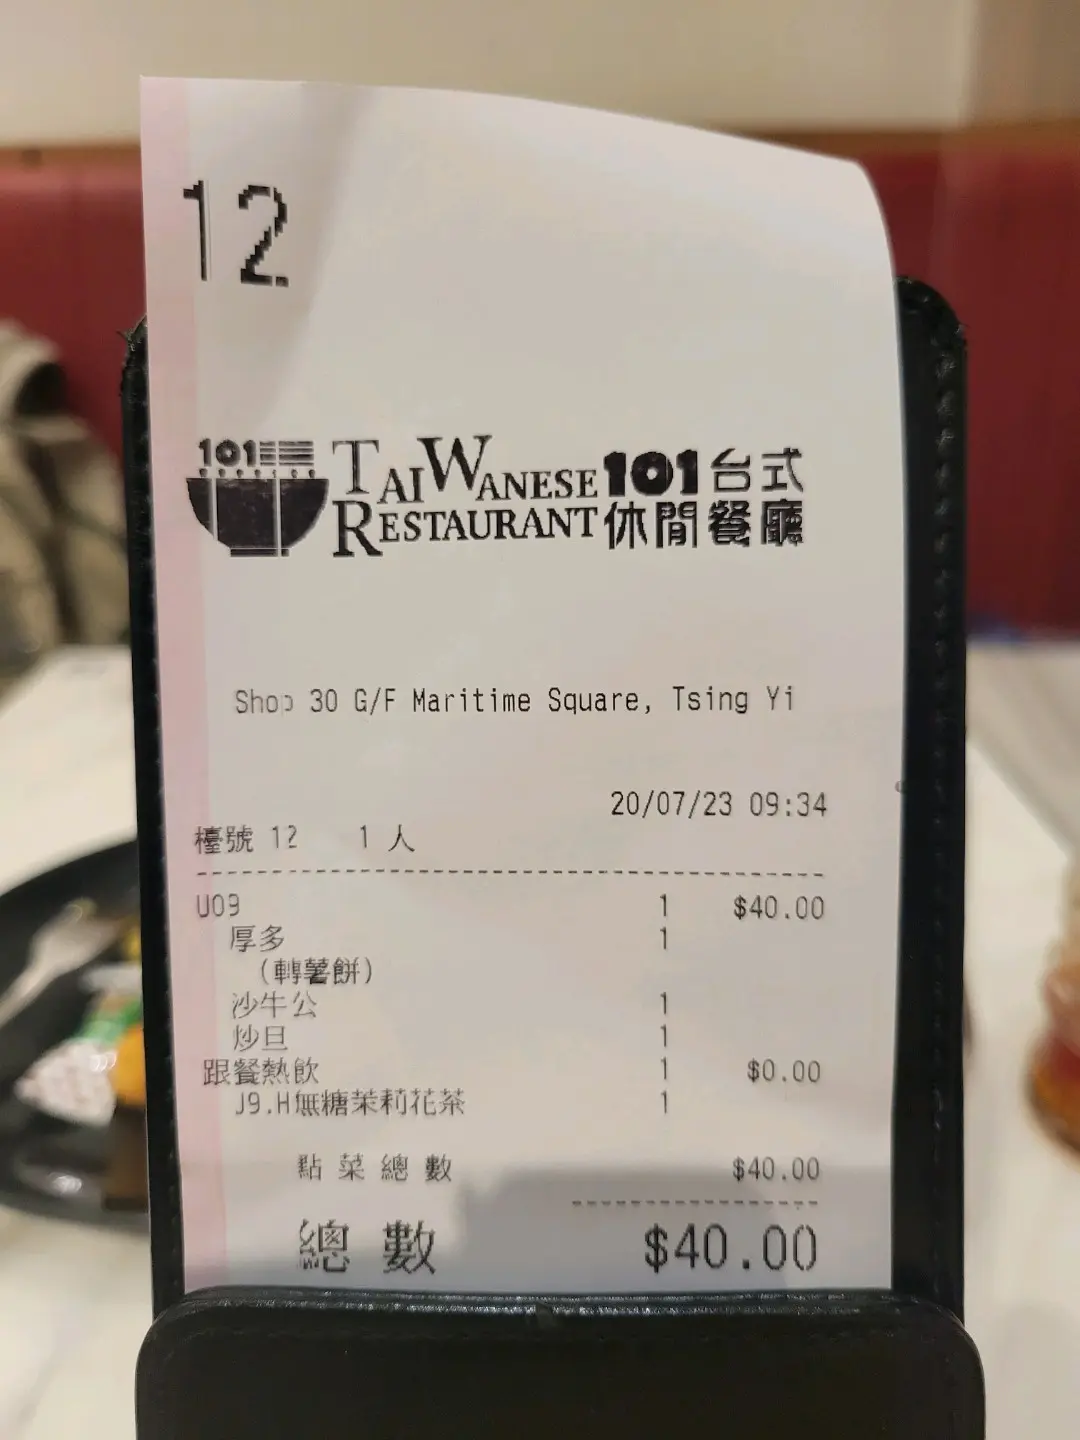 12
101
TAIWANESE RESTAURANT
101台式休閒餐廳
Shop 30 G/F Maritime Square, Tsing Yi
20/07/23 09:34
檯號 12 1 人
U09 1 $40.00
厚多 1
(轉薯餅)
沙牛公 1
炒旦 1
跟餐熱飲 1 $0.00
J9.H無糖茉莉花茶 1
點菜總數 $40.00
總數 $40.00